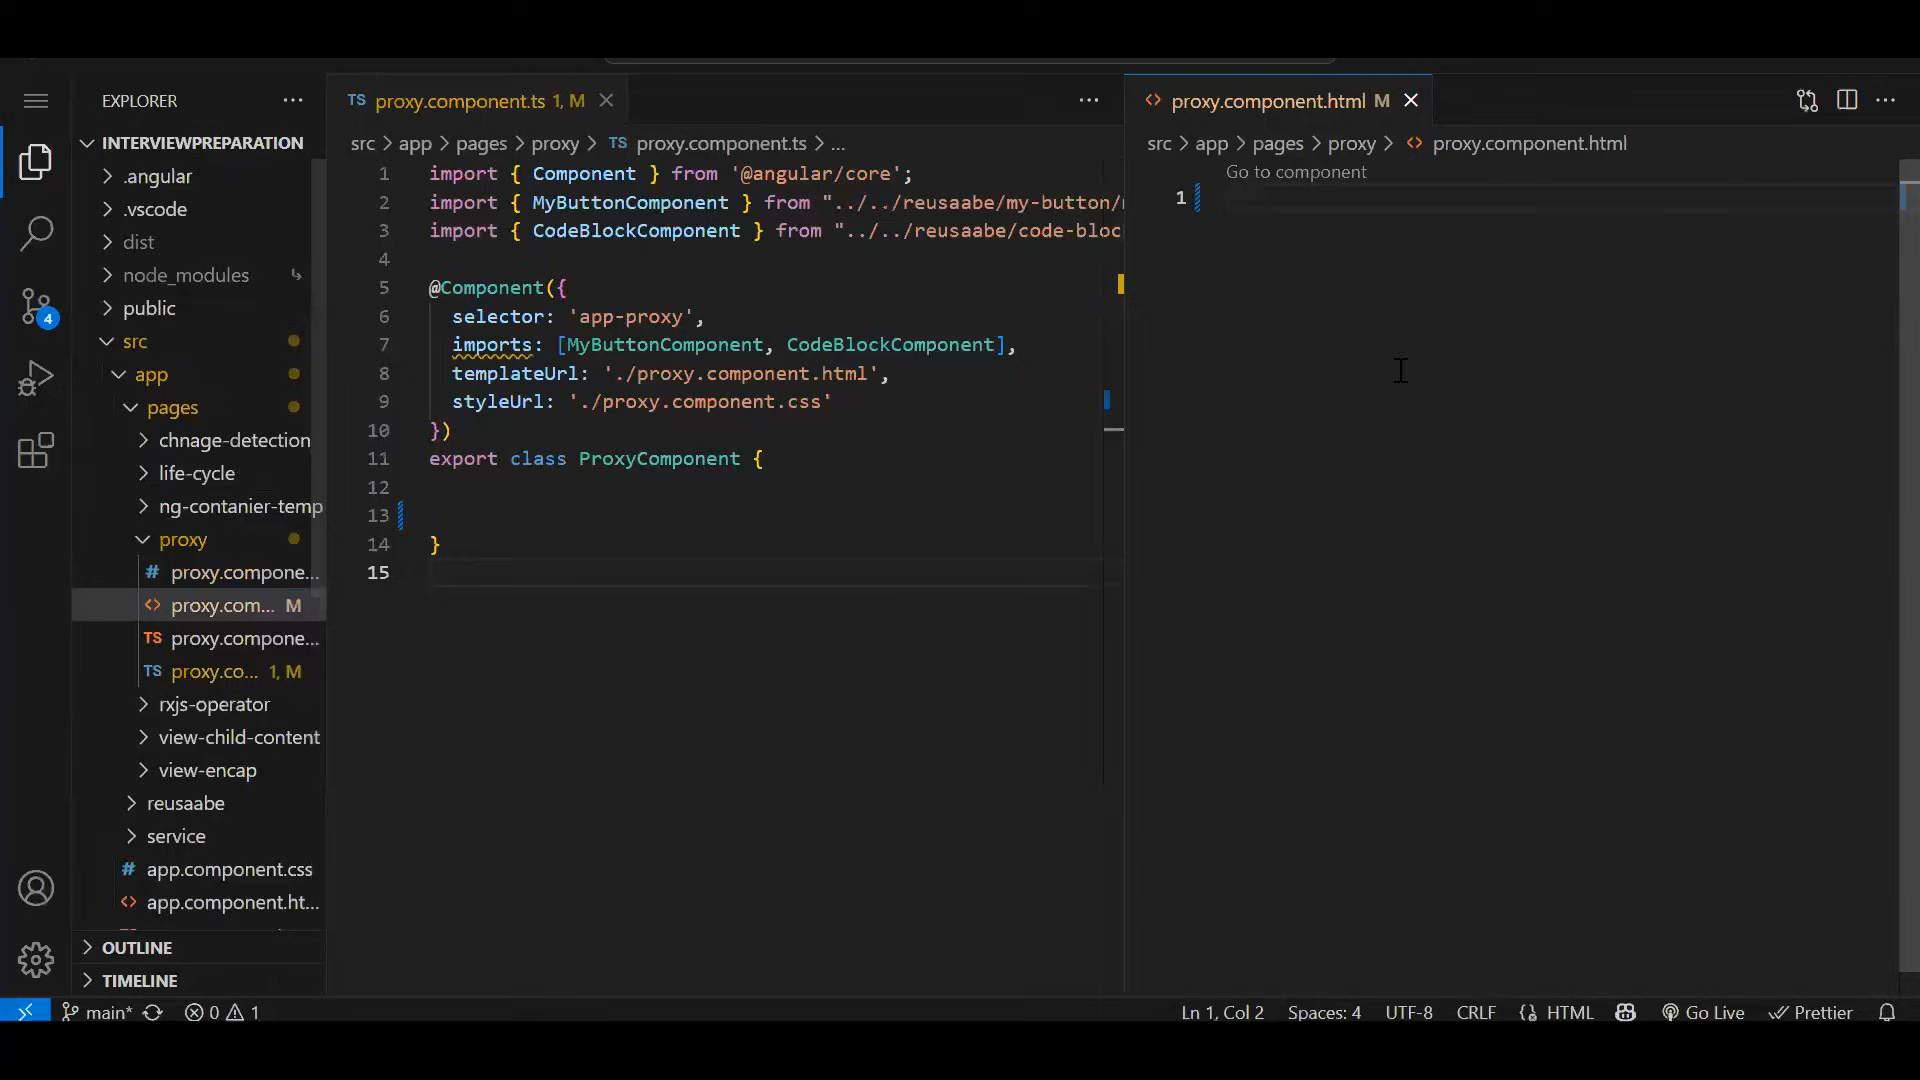 EXPLORER
INTERVIEWPREPARATION
.angular
.vscode
dist
node_modules
public
src
app
pages
chnage-detection
life-cycle
ng-contanier-temp
proxy
proxy.compone...
proxy.com... M
TS proxy.compone...
TS proxy.co... 1, M
rxjs-operator
view-child-content
view-encap
reusaabe
service
# app.component.css
app.component.ht...
OUTLINE
TIMELINE
TS proxy.component.ts 1, M
src > app > pages > proxy > TS proxy.component.ts > ...
1 import { Component } from '@angular/core';
2 import { MyButtonComponent } from "../../reusaabe/my-button/
3 import { CodeBlockComponent } from "../../reusaabe/code-bloc
4
5 @Component({
6 selector: 'app-proxy',
7 imports: [MyButtonComponent, CodeBlockComponent],
8 templateUrl: './proxy.component.html',
9 styleUrl: './proxy.component.css'
10 })
11 export class ProxyComponent {
12
13
14 }
15
<> proxy.component.html M
src > app > pages > proxy > <> proxy.component.html
Go to component
1
4
main* 0 1
Ln 1, Col 2 Spaces: 4 UTF-8 CRLF {} HTML Go Live Prettier